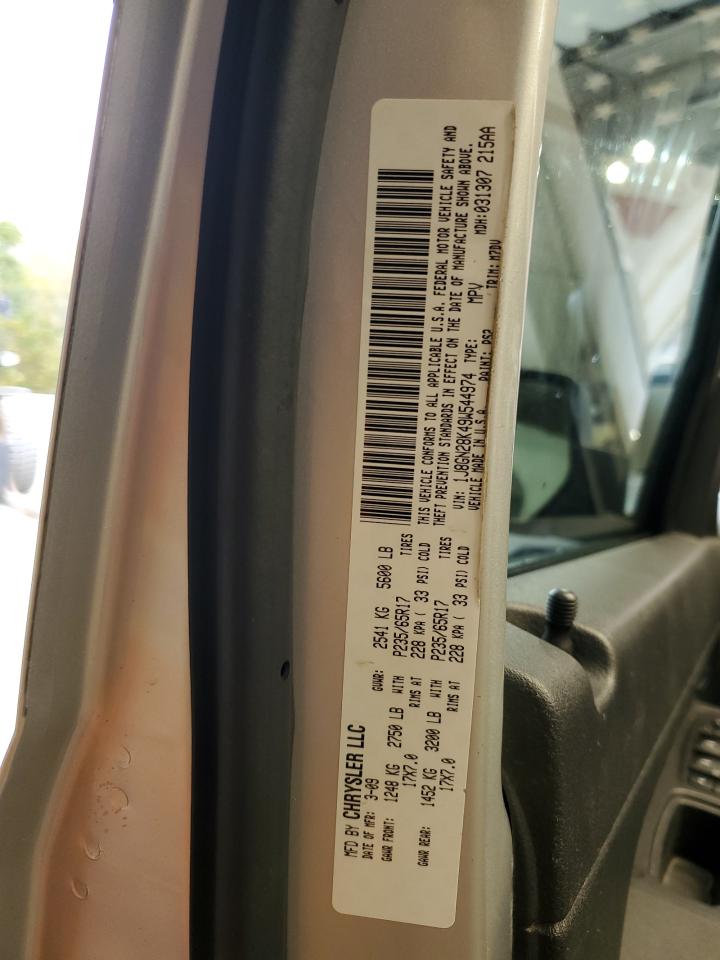 MFD BY CHRYSLER LLC
DATE OF MFR: 3-09 GVWR: 2541 KG 5600 LB
GAWR FRONT: 1248 KG 2750 LB WITH P235/65R17 TIRES
17X7.0 RIMS AT 228 KPA ( 33 PSI) COLD
GAWR REAR: 1452 KG 3200 LB WITH P235/65R17 TIRES
17X7.0 RIMS AT 228 KPA ( 33 PSI) COLD
THIS VEHICLE CONFORMS TO ALL APPLICABLE U.S.A. FEDERAL MOTOR VEHICLE SAFETY AND
THEFT PREVENTION STANDARDS IN EFFECT ON THE DATE OF MANUFACTURE SHOWN ABOVE.
VIN: 1J8GN28K49W544974 TYPE: MPV MDH:031307 215AA
VEHICLE MADE IN U.S.A PAINT: PS2 TRIM: M7DV